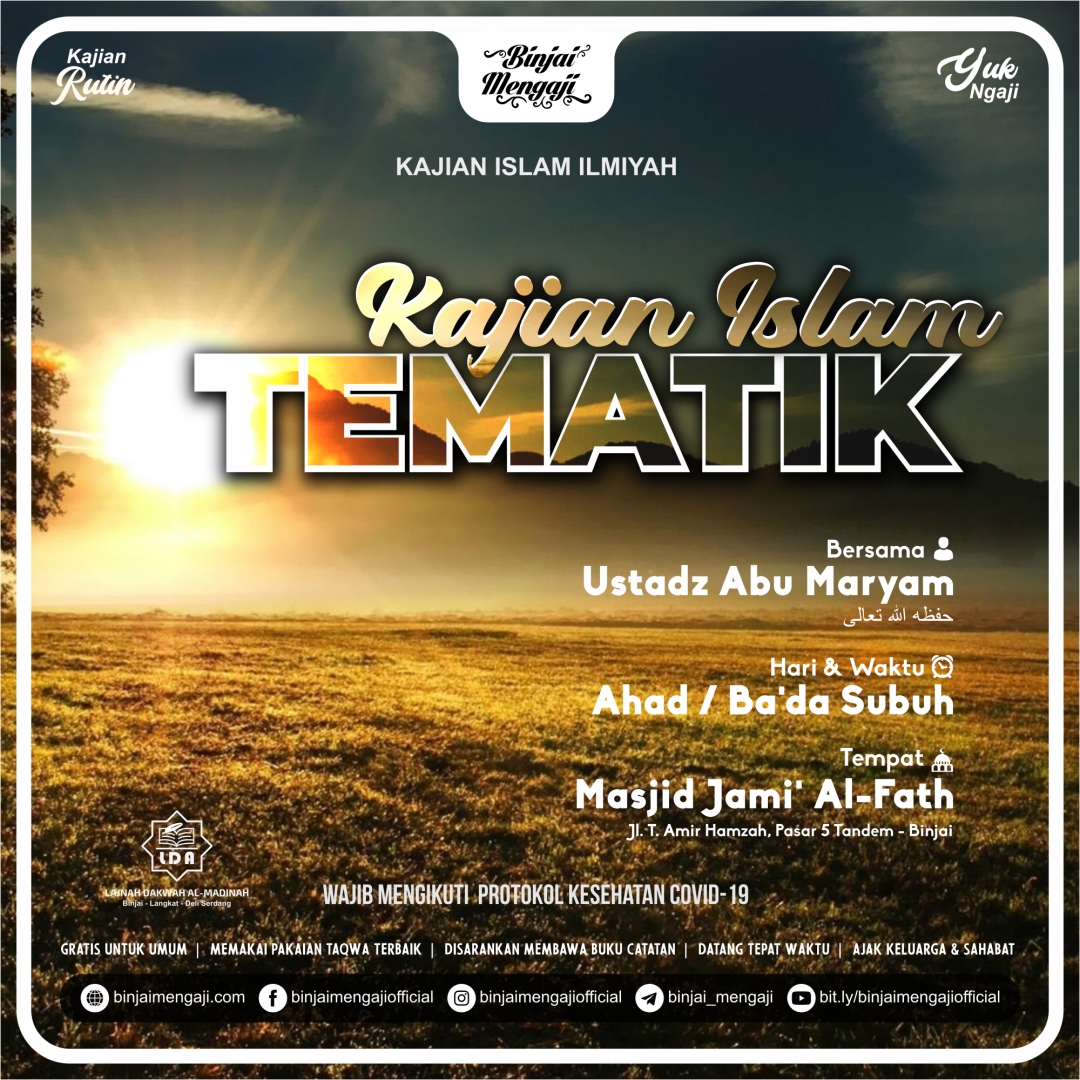 Kajian
Rutin
Binjai
Mengaji
Yuk
Ngaji
KAJIAN ISLAM ILMIYAH
Kajian Islam
TEMATIK
Bersama
Ustadz Abu Maryam
حفظه الله تعالى
Hari & Waktu
Ahad / Ba'da Subuh
Tempat
Masjid Jami' Al-Fath
Jl. T. Amir Hamzah, Pasar 5 Tandem - Binjai
LDA
LAJNAH DAKWAH AL-MADINAH
Binjai - Langkat - Deli Serdang
WAJIB MENGIKUTI PROTOKOL KESEHATAN COVID-19
GRATIS UNTUK UMUM | MEMAKAI PAKAIAN TAQWA TERBAIK | DISARANKAN MEMBAWA BUKU CATATAN | DATANG TEPAT WAKTU | AJAK KELUARGA & SAHABAT
binjaimengaji.com binjaimengajiofficial binjaimengajiofficial binjai_mengaji bit.ly/binjaimengajiofficial